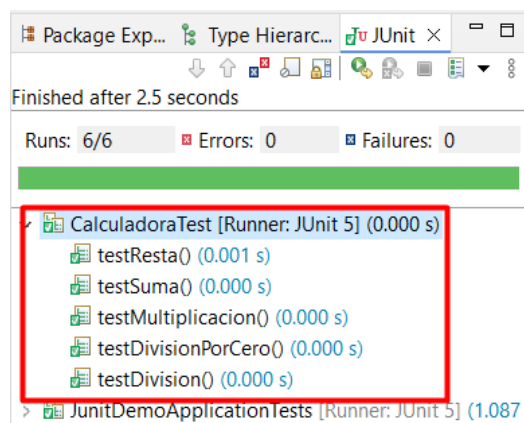 Package Exp... Type Hierarc... JUnit
Finished after 2.5 seconds
Runs: 6/6 Errors: 0 Failures: 0
CalculadoraTest [Runner: JUnit 5] (0.000 s)
testResta() (0.001 s)
testSuma() (0.000 s)
testMultiplicacion() (0.000 s)
testDivisionPorCero() (0.000 s)
testDivision() (0.000 s)
JunitDemoApplicationTests [Runner: JUnit 5] (1.087